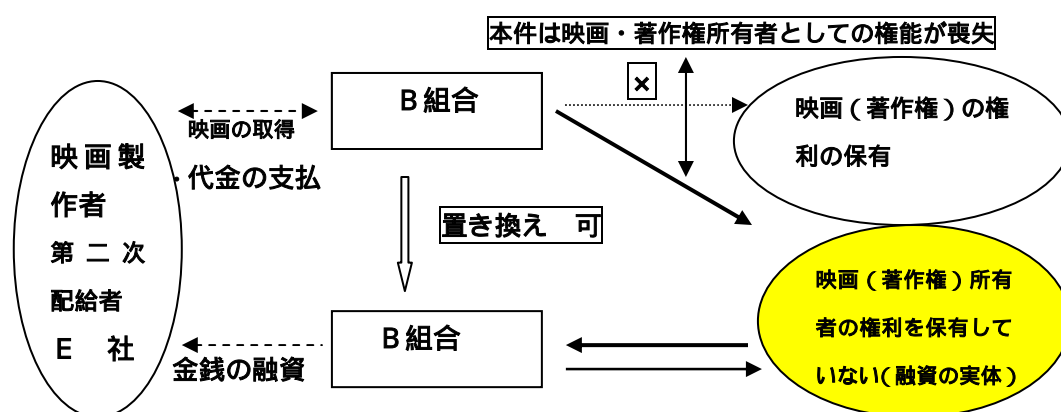 本件は映画・著作権所有者としての権能が喪失
×
B組合
映画(著作権)の権
利の保有
映画の取得
・代金の支払
映画製
作者
第二次
配給者
E 社
置き換え 可
B組合
金銭の融資
映画(著作権)所有
者の権利を保有して
いない(融資の実体)